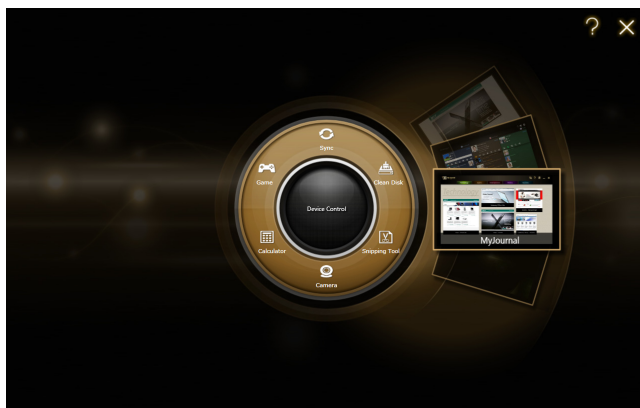 ?
Sync
Game
Clean Disk
Device Control
Calculator
Snipping Tool
Camera
MyJournal